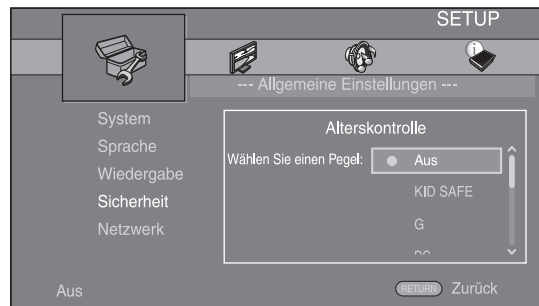 SETUP
--- Allgemeine Einstellungen ---
System
Sprache
Wiedergabe
Sicherheit
Netzwerk
Alterskontrolle
Wählen Sie einen Pegel:
Aus
KID SAFE
G
Aus
RETURN Zurück